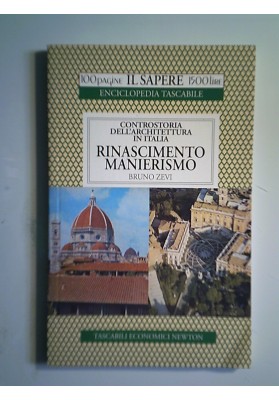 100 pagine IL SAPERE 1500 lire
ENCICLOPEDIA TASCABILE
CONTROSTORIA
DELL'ARCHITETTURA
IN ITALIA
RINASCIMENTO
MANIERISMO
BRUNO ZEVI
TASCABILI ECONOMICI NEWTON